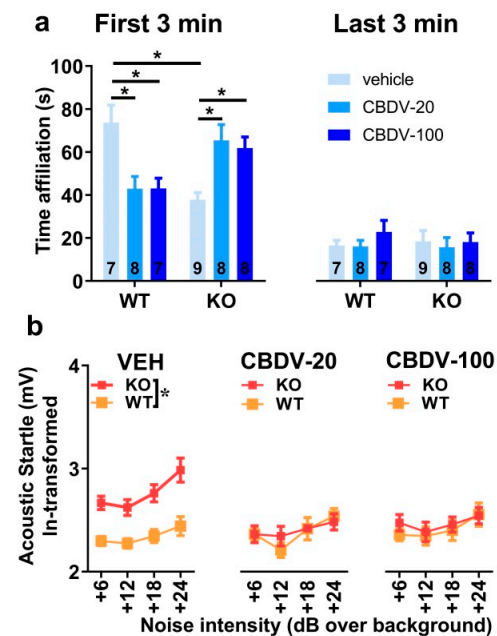 a First 3 min Last 3 min
* * * * *
Time affiliation (s)
100
80
60
40
20
0
vehicle
CBDV-20
CBDV-100
7 8 7 9 8 8
WT KO
7 8 7 9 8 8
WT KO
b
VEH CBDV-20 CBDV-100
KO
WT
*
KO
WT
KO
WT
Acoustic Startle (mV)
ln-transformed
4
3
2
+6 +12 +18 +24
+6 +12 +18 +24
+6 +12 +18 +24
Noise intensity (dB over background)